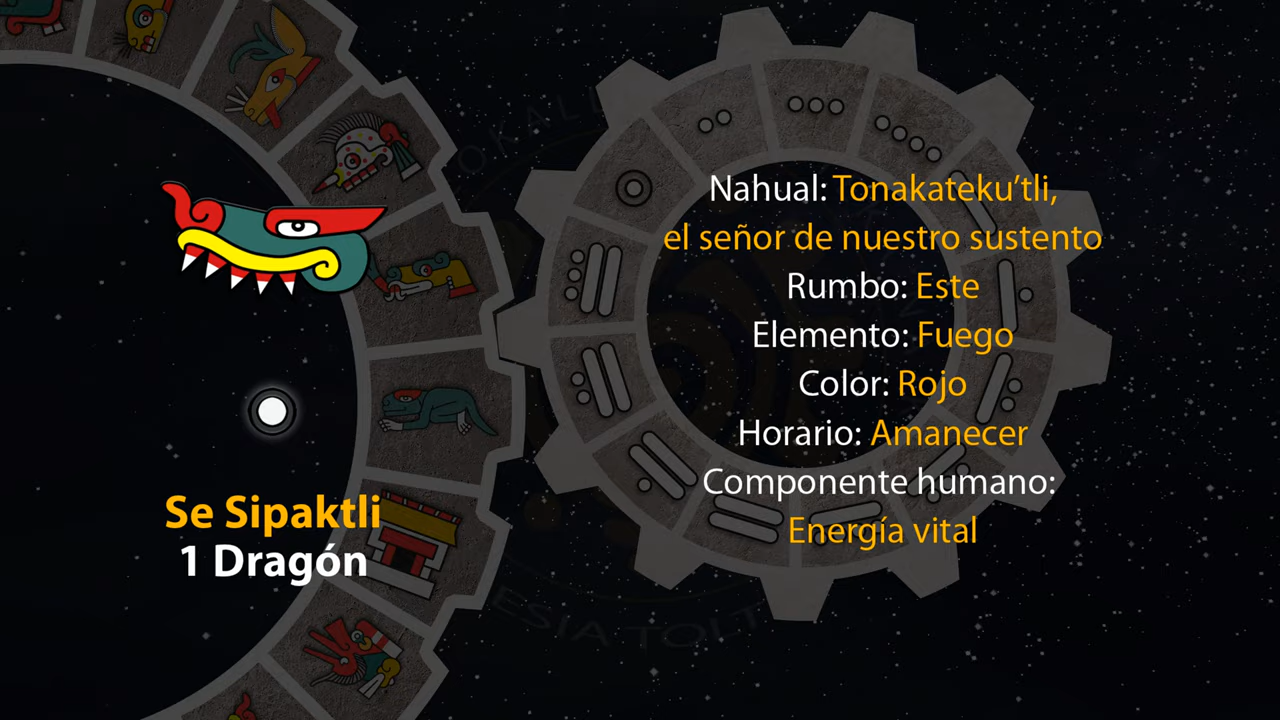 Se Sipaktli
1 Dragón
Nahual: Tonakateku’tli,
el señor de nuestro sustento
Rumbo: Este
Elemento: Fuego
Color: Rojo
Horario: Amanecer
Componente humano:
Energía vital